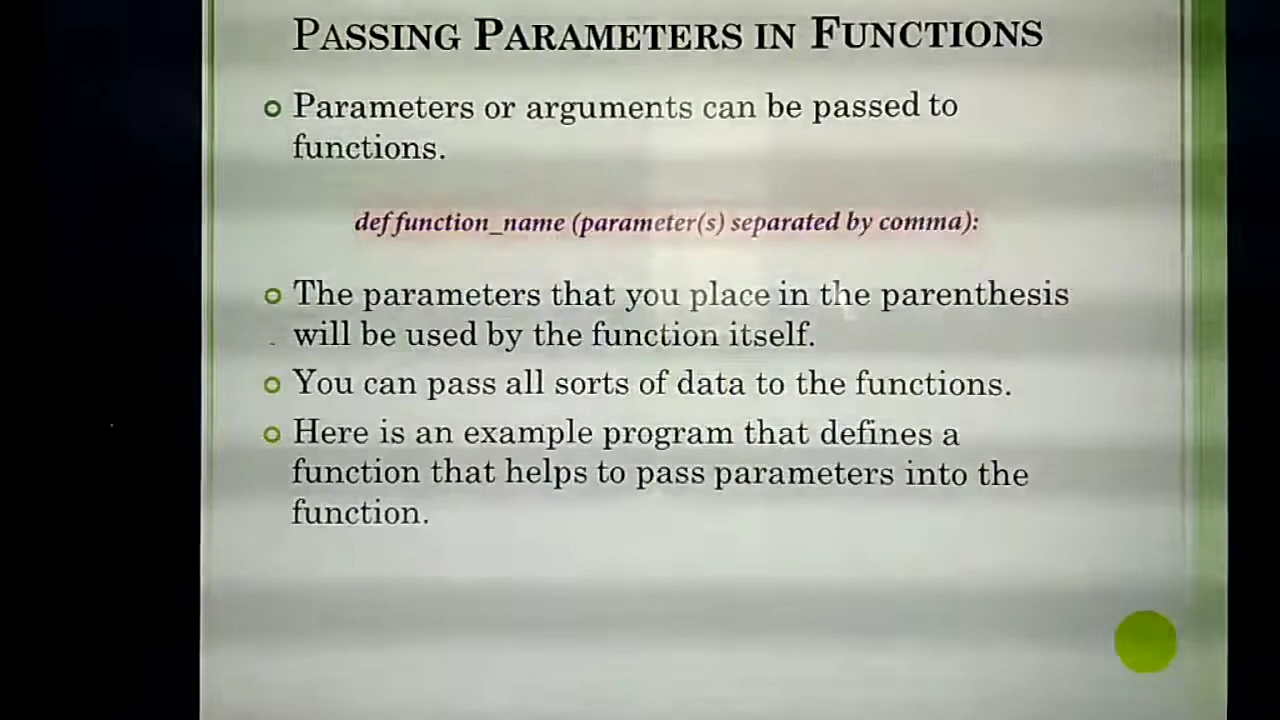 PASSING PARAMETERS IN FUNCTIONS
Parameters or arguments can be passed to
functions.
def function_name (parameter(s) separated by comma):
The parameters that you place in the parenthesis
will be used by the function itself.
You can pass all sorts of data to the functions.
Here is an example program that defines a
function that helps to pass parameters into the
function.